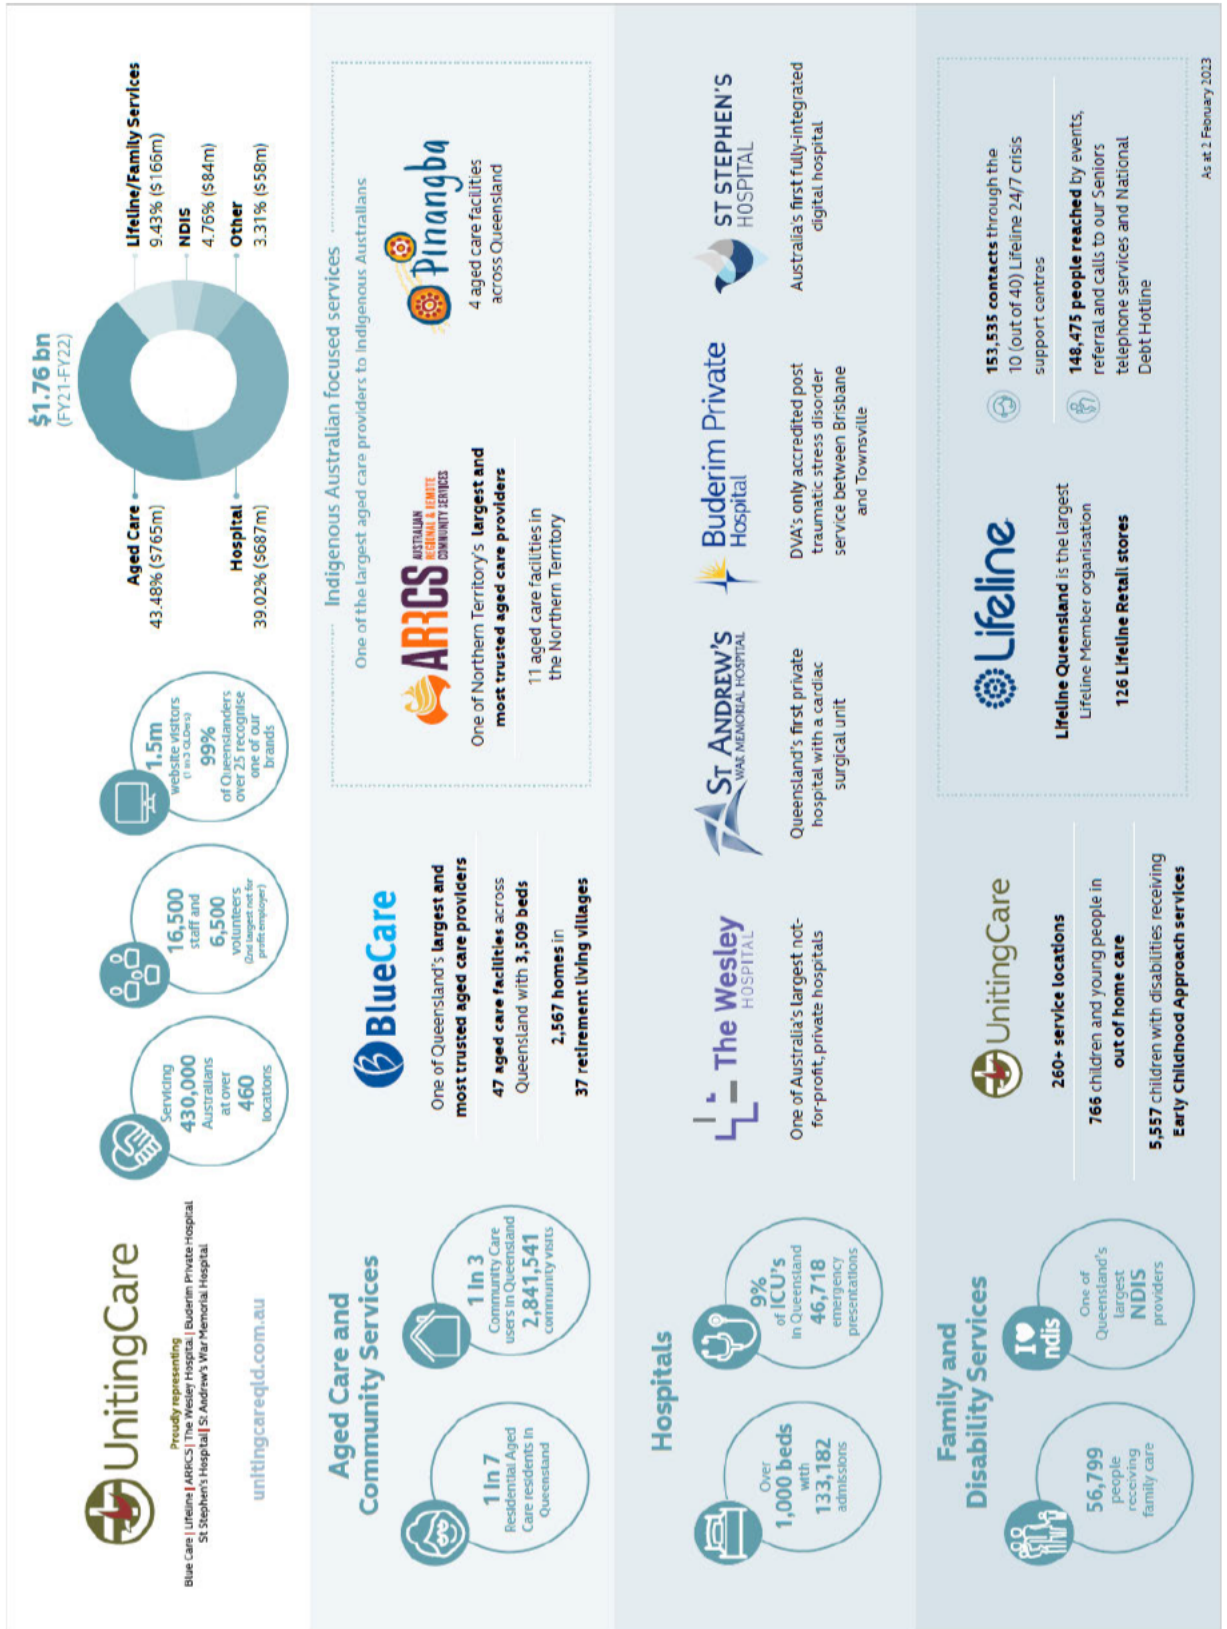 UnitingCare
Proudly representing
Blue Care | Lifeline | ARRCS | The Wesley Hospital | Buderim Private Hospital
St Stephen's Hospital | St Andrew's War Memorial Hospital
unitingcareqld.com.au
Servicing
430,000
Australians
at over
460
locations
16,500
staff and
6,500
volunteers
(2nd largest not for
profit employer)
1.5m
website visitors
(1 in 3 QLDers)
99%
of Queenslanders
over 25 recognise
one of our
brands
$1.76 bn
(FY21-FY22)
Aged Care
43.48% ($765m)
Hospital
39.02% ($687m)
Lifeline/Family Services
9.43% ($166m)
NDIS
4.76% ($84m)
Other
3.31% ($58m)
Aged Care and
Community Services
1 in 7
Residential Aged
Care residents in
Queensland
1 in 3
Community Care
users in Queensland
2,841,541
community visits
BlueCare
One of Queensland's largest and
most trusted aged care providers
47 aged care facilities across
Queensland with 3,509 beds
2,567 homes in
37 retirement living villages
Indigenous Australian focused services
One of the largest aged care providers to Indigenous Australians
ARRCS
AUSTRALIAN
REGIONAL & REMOTE
COMMUNITY SERVICES
One of Northern Territory's largest and
most trusted aged care providers
11 aged care facilities in
the Northern Territory
Pinangba
4 aged care facilities
across Queensland
Hospitals
Over
1,000 beds
with
133,182
admissions
9%
of ICU's
in Queensland
46,718
emergency
presentations
The Wesley
HOSPITAL
One of Australia's largest not-
for-profit, private hospitals
ST ANDREW'S
WAR MEMORIAL HOSPITAL
Queensland's first private
hospital with a cardiac
surgical unit
Buderim Private
Hospital
DVA's only accredited post
traumatic stress disorder
service between Brisbane
and Townsville
ST STEPHEN'S
HOSPITAL
Australia's first fully-integrated
digital hospital
Family and
Disability Services
56,799
people
receiving
family care
I
ndis
One of
Queensland's
largest
NDIS
providers
UnitingCare
260+ service locations
766 children and young people in
out of home care
5,557 children with disabilities receiving
Early Childhood Approach services
Lifeline
Lifeline Queensland is the largest
Lifeline Member organisation
126 Lifeline Retail stores
153,535 contacts through the
10 (out of 40) Lifeline 24/7 crisis
support centres
148,475 people reached by events,
referral and calls to our Seniors
telephone services and National
Debt Hotline
As at 2 February 2023